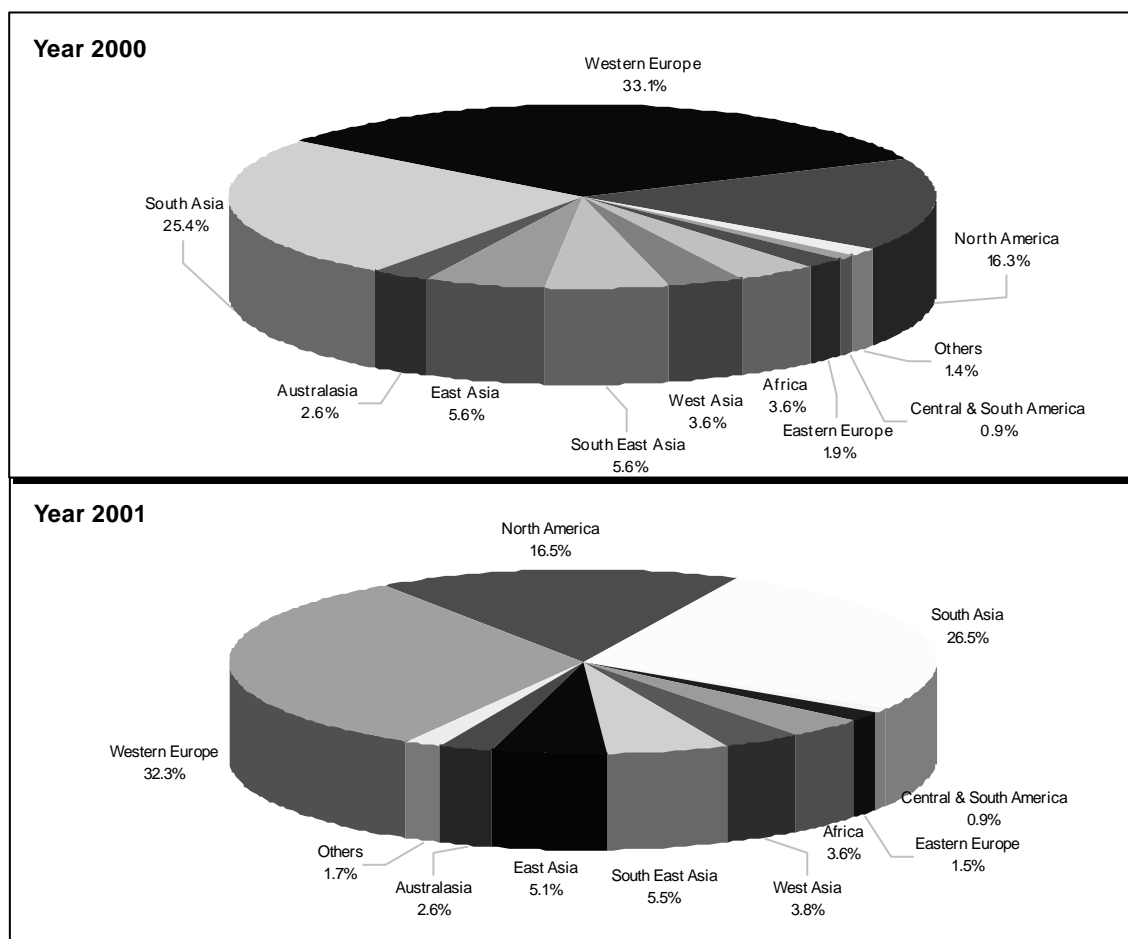 Year 2000
Western Europe
33.1%
South Asia
25.4%
North America
16.3%
Others
1.4%
Australasia
2.6%
East Asia
5.6%
West Asia
3.6%
Africa
3.6%
Central & South America
0.9%
South East Asia
5.6%
Eastern Europe
1.9%
Year 2001
North America
16.5%
South Asia
26.5%
Western Europe
32.3%
Central & South America
0.9%
Others
1.7%
Australasia
2.6%
East Asia
5.1%
South East Asia
5.5%
West Asia
3.8%
Africa
3.6%
Eastern Europe
1.5%